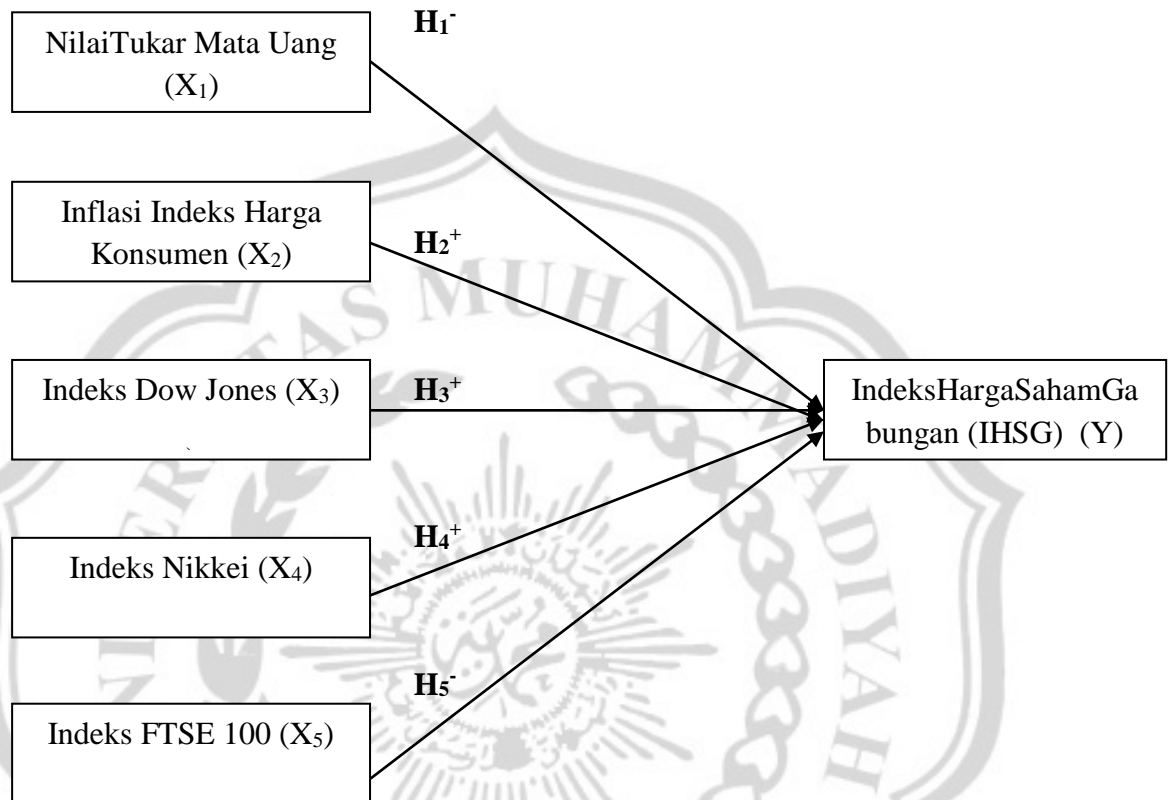 H₁⁻
NilaiTukar Mata Uang
(X₁)
Inflasi Indeks Harga
Konsumen (X₂)
H₂⁺
Indeks Dow Jones (X₃)
H₃⁺
IndeksHargaSahamGa
bungan (IHSG) (Y)
Indeks Nikkei (X₄)
H₄⁺
H₅⁻
Indeks FTSE 100 (X₅)
MUHAMMADIYAH